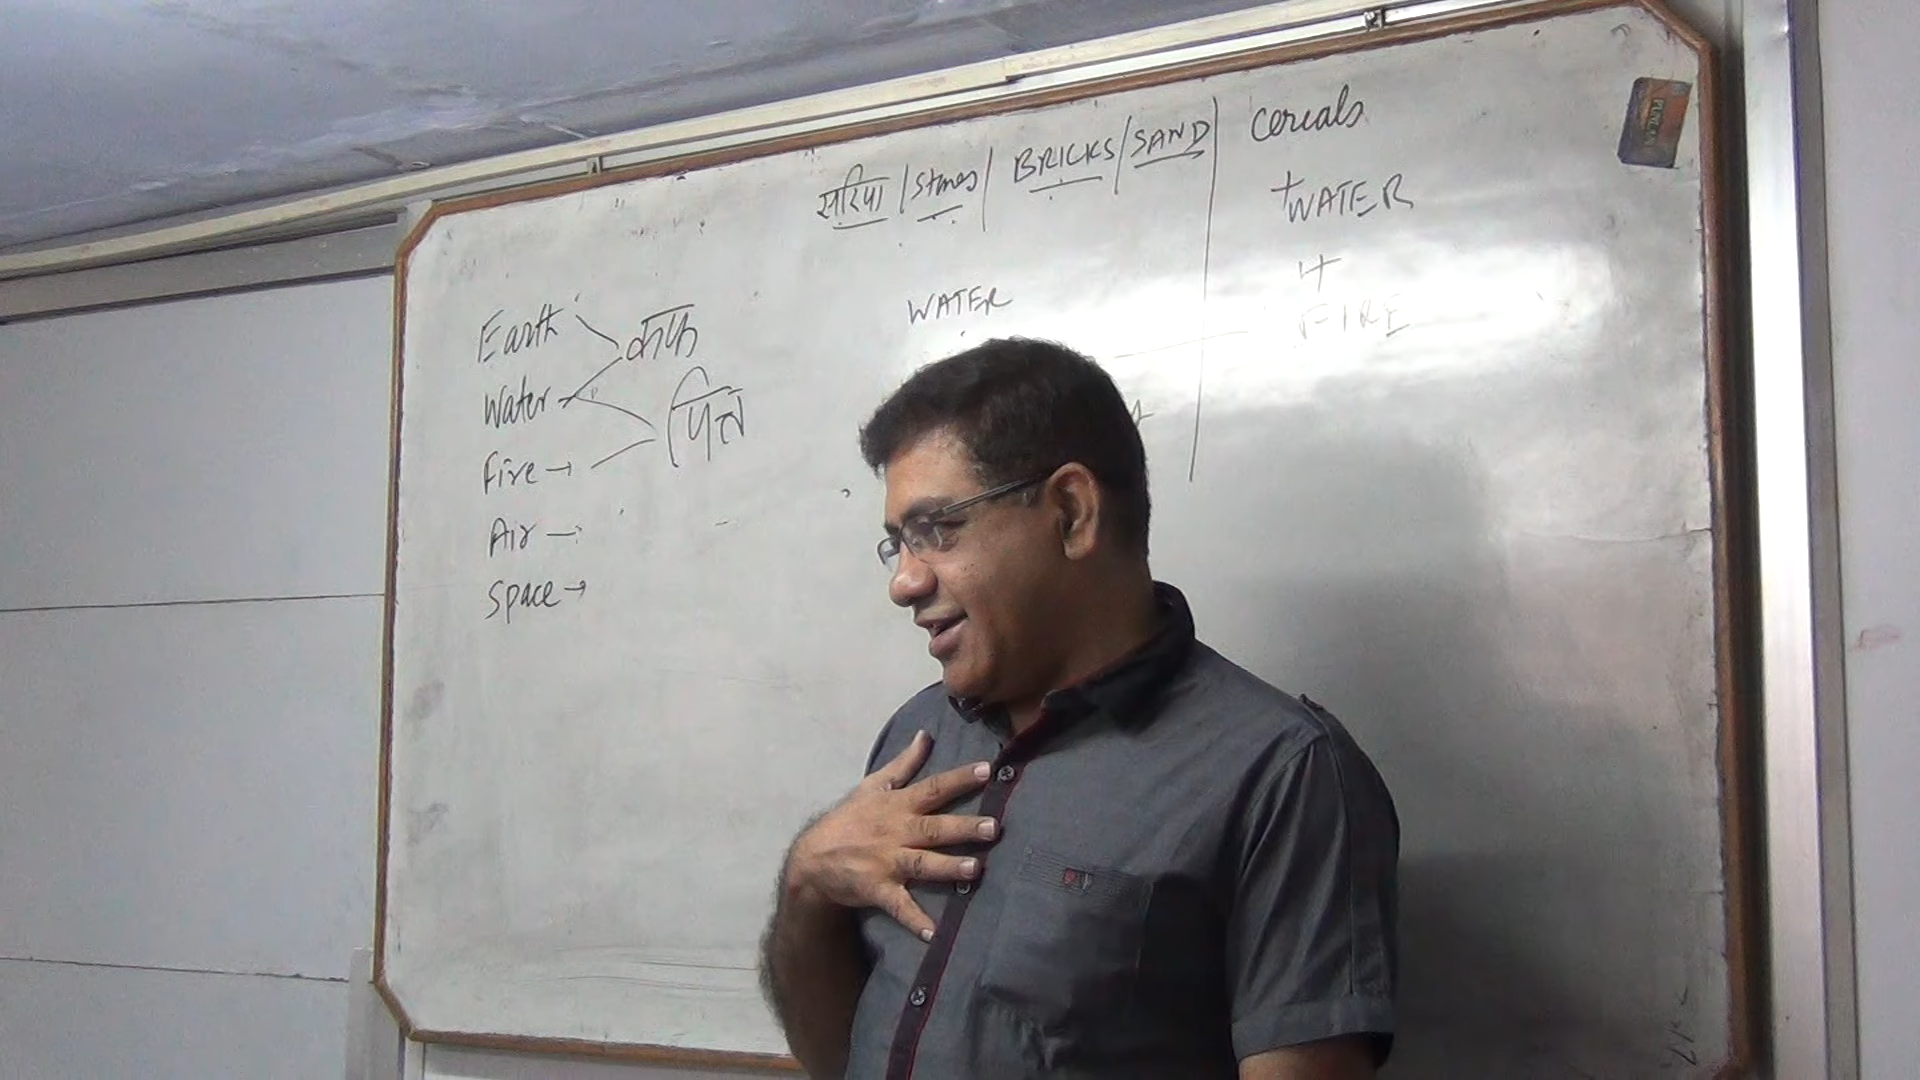 सरिया / Stones / BRICKS / SAND
cereals
+ WATER
+
FIRE
WATER
Earth
कफ
Water
पित्त
Fire →
Air →
Space →